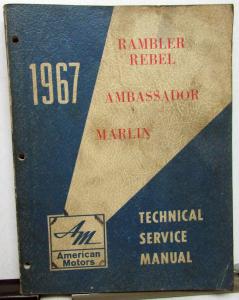 1967
RAMBLER
REBEL
AMBASSADOR
MARLIN
AM
American
Motors
TECHNICAL
SERVICE
MANUAL